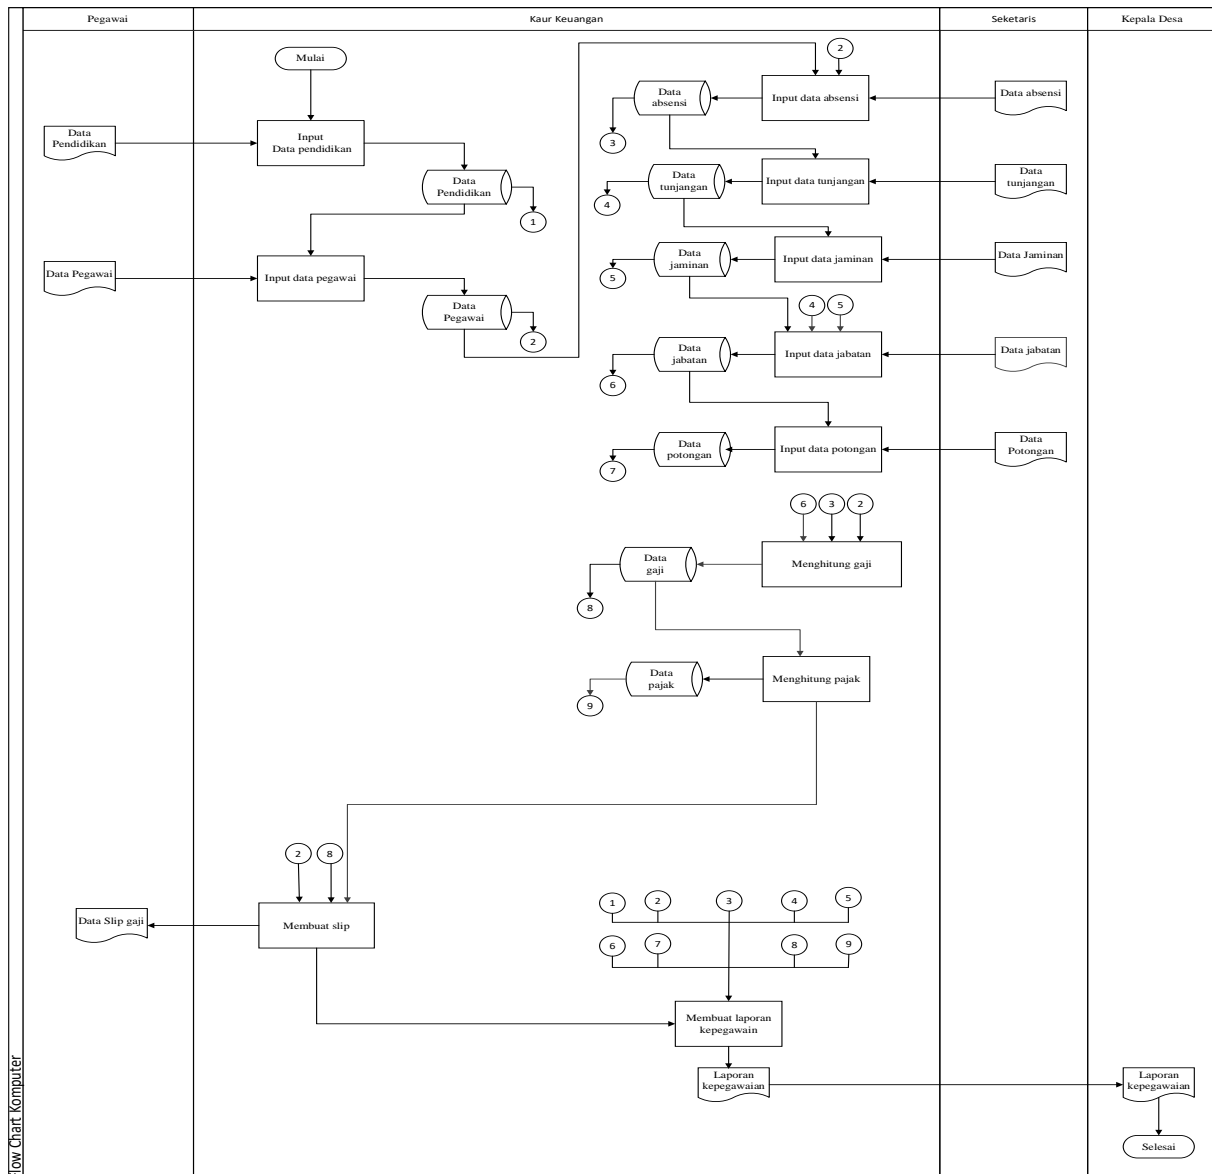 Pegawai
Kaur Keuangan
Seketaris
Kepala Desa
Mulai
2
Data
Pendidikan
Input
Data pendidikan
Data
absensi
Input data absensi
Data absensi
3
Data
Pendidikan
1
Data
tunjangan
Input data tunjangan
Data
tunjangan
4
Data Pegawai
Input data pegawai
Data
jaminan
Input data jaminan
Data Jaminan
5
Data
Pegawai
2
4
5
Data
jabatan
Input data jabatan
Data jabatan
6
Data
potongan
Input data potongan
Data
Potongan
7
6
3
2
Data
gaji
Menghitung gaji
8
Data
pajak
Menghitung pajak
9
2
8
Data Slip gaji
Membuat slip
1
2
3
4
5
6
7
8
9
Membuat laporan
kepegawain
Laporan
kepegawaian
Laporan
kepegawaian
Selesai
low Chart Komputer